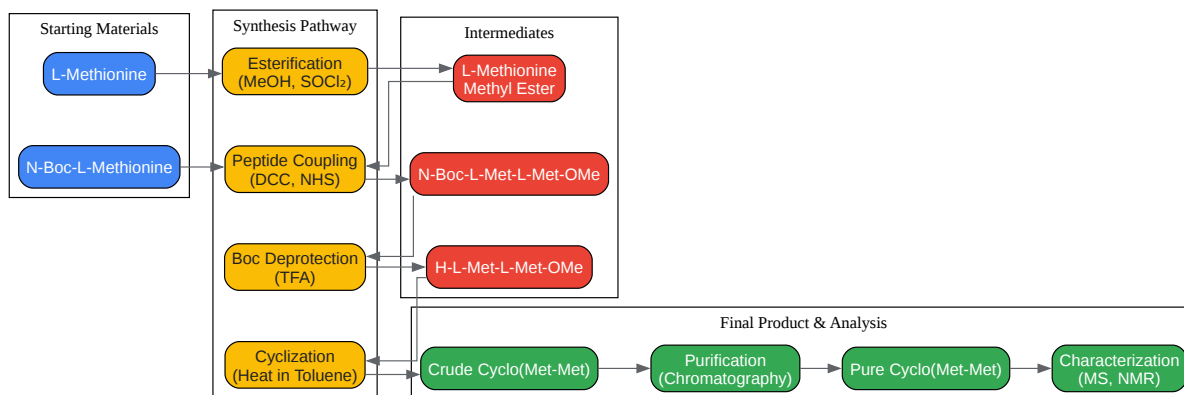 Starting Materials
Synthesis Pathway
Intermediates
L-Methionine
Esterification
(MeOH, SOCl₂)
L-Methionine
Methyl Ester
N-Boc-L-Methionine
Peptide Coupling
(DCC, NHS)
N-Boc-L-Met-L-Met-OMe
Boc Deprotection
(TFA)
H-L-Met-L-Met-OMe
Final Product & Analysis
Cyclization
(Heat in Toluene)
Crude Cyclo(Met-Met)
Purification
(Chromatography)
Pure Cyclo(Met-Met)
Characterization
(MS, NMR)